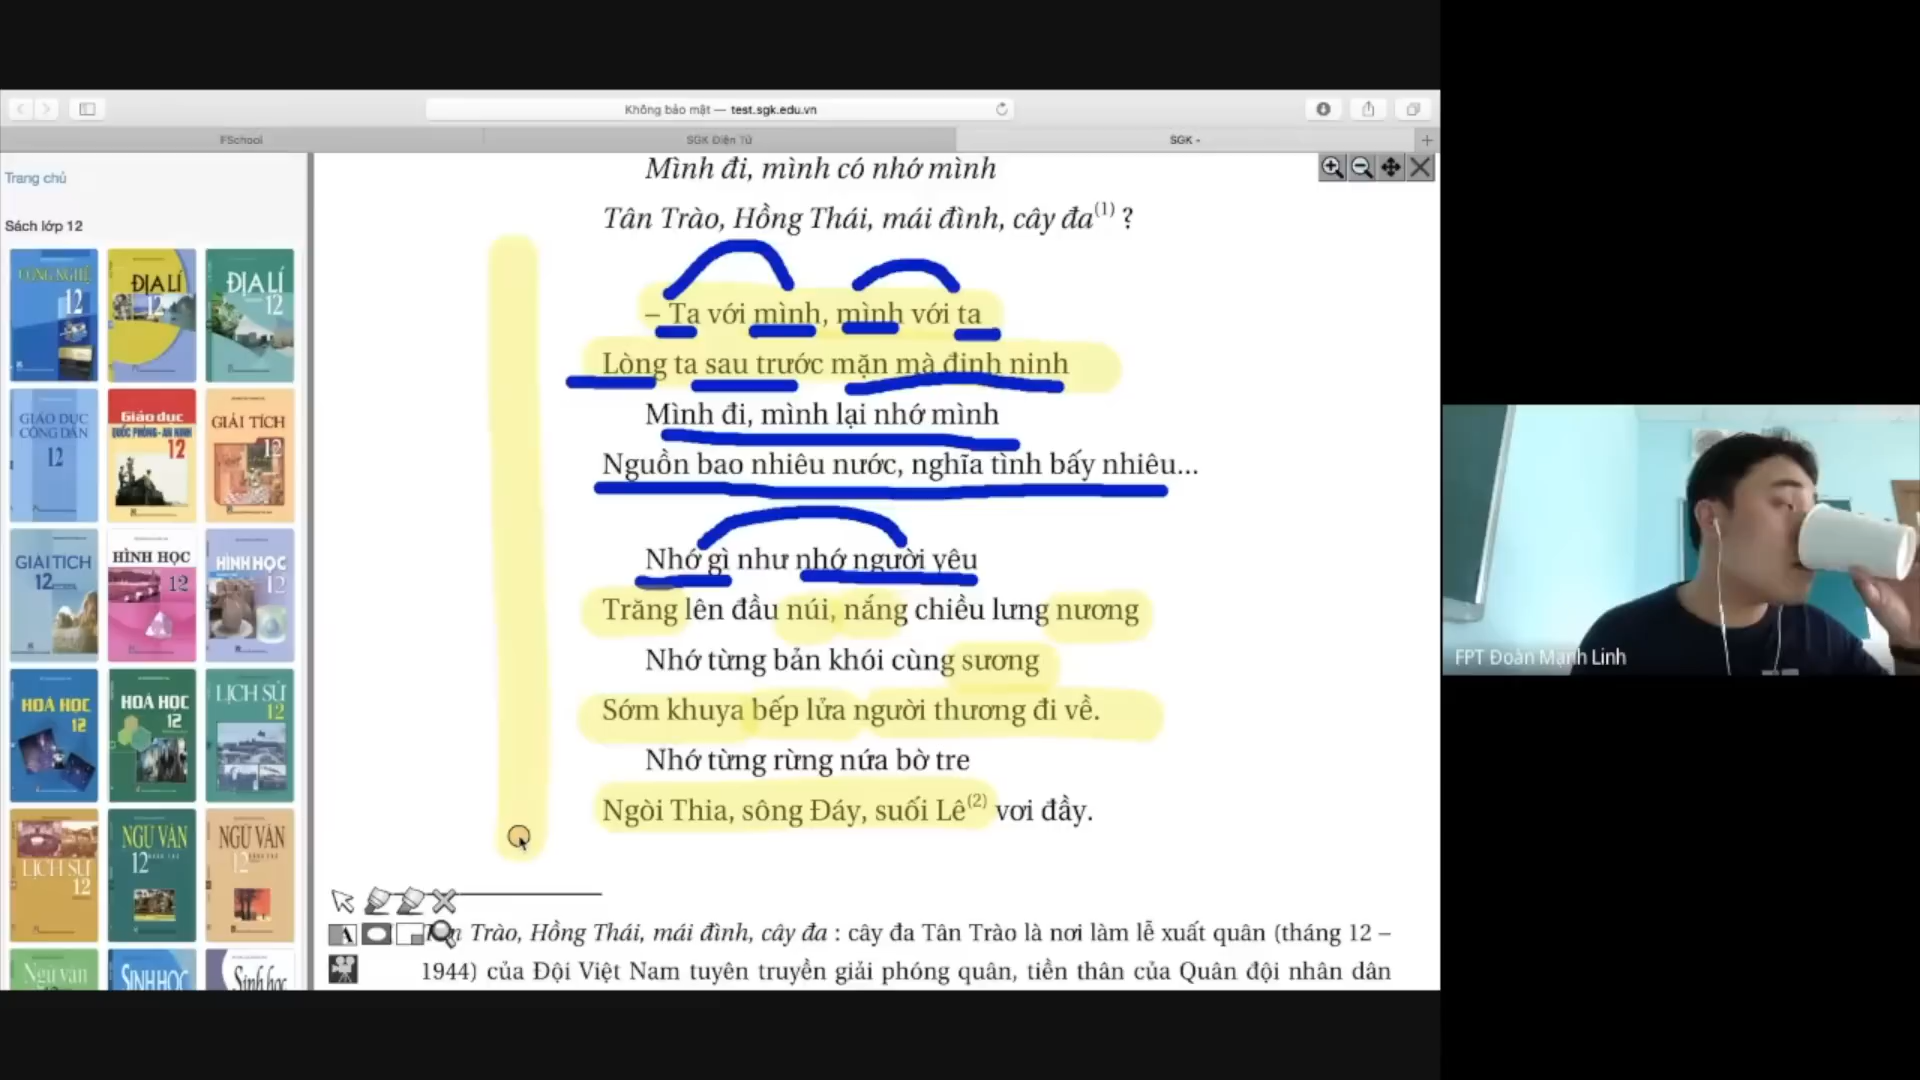 Không bảo mật — test.sgk.edu.vn
FSchool
SGK Điện Tử
SGK -
Trang chủ
Sách lớp 12
CÔNG NGHỆ
12
ĐỊA LÍ
12
ĐỊA LÍ
12
GIÁO DỤC
CÔNG DÂN
12
Giáo dục
QUỐC PHÒNG - AN NINH
12
GIẢI TÍCH
12
GIẢI TÍCH
12
HÌNH HỌC
12
HÌNH HỌC
12
HOÁ HỌC
12
HOÁ HỌC
12
LỊCH SỬ
12
LỊCH SỬ
12
NGỮ VĂN
12
NGỮ VĂN
12
Ngữ văn
SINH HỌC
Sinh học
Mình đi, mình có nhớ mình
Tân Trào, Hồng Thái, mái đình, cây đa(1) ?
– Ta với mình, mình với ta
Lòng ta sau trước mặn mà đinh ninh
Mình đi, mình lại nhớ mình
Nguồn bao nhiêu nước, nghĩa tình bấy nhiêu...
Nhớ gì như nhớ người yêu
Trăng lên đầu núi, nắng chiều lưng nương
Nhớ từng bản khói cùng sương
Sớm khuya bếp lửa người thương đi về.
Nhớ từng rừng nứa bờ tre
Ngòi Thia, sông Đáy, suối Lê(2) vơi đầy.
Trào, Hồng Thái, mái đình, cây đa : cây đa Tân Trào là nơi làm lễ xuất quân (tháng 12 –
1944) của Đội Việt Nam tuyên truyền giải phóng quân, tiền thân của Quân đội nhân dân
FPT Đoàn Mạnh Linh